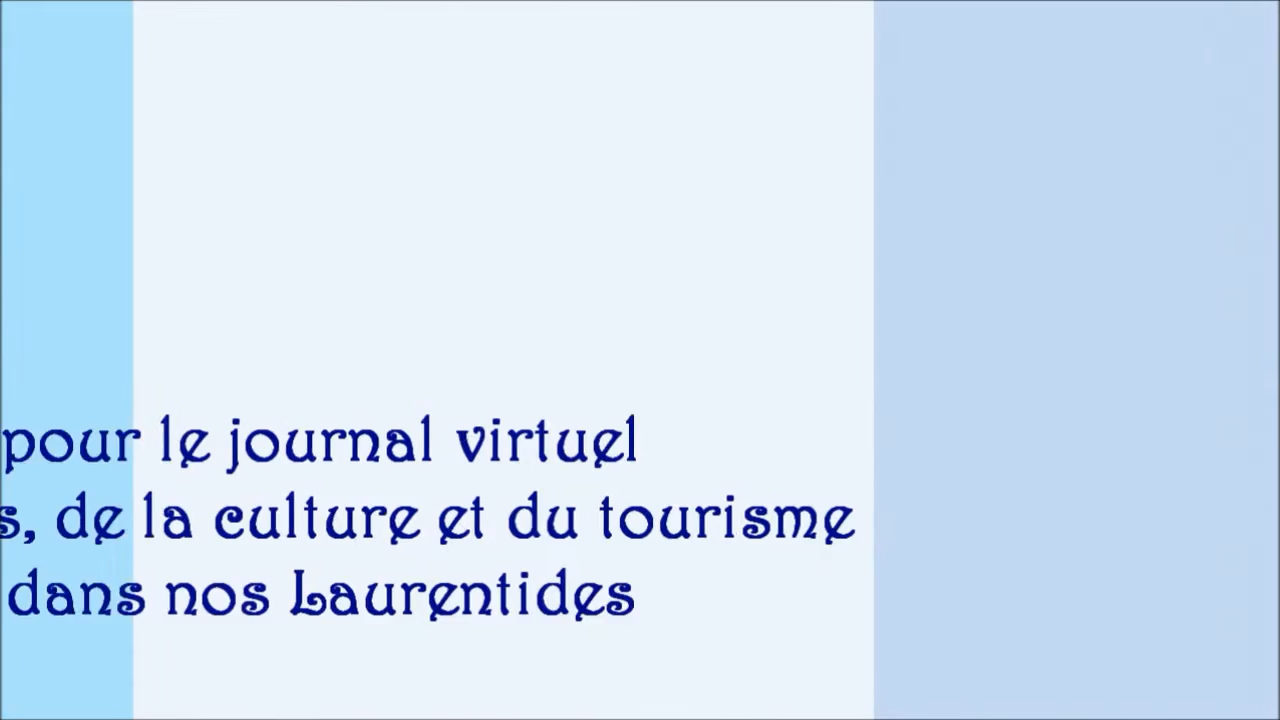 pour le journal virtuel
s, de la culture et du tourisme
dans nos Laurentides